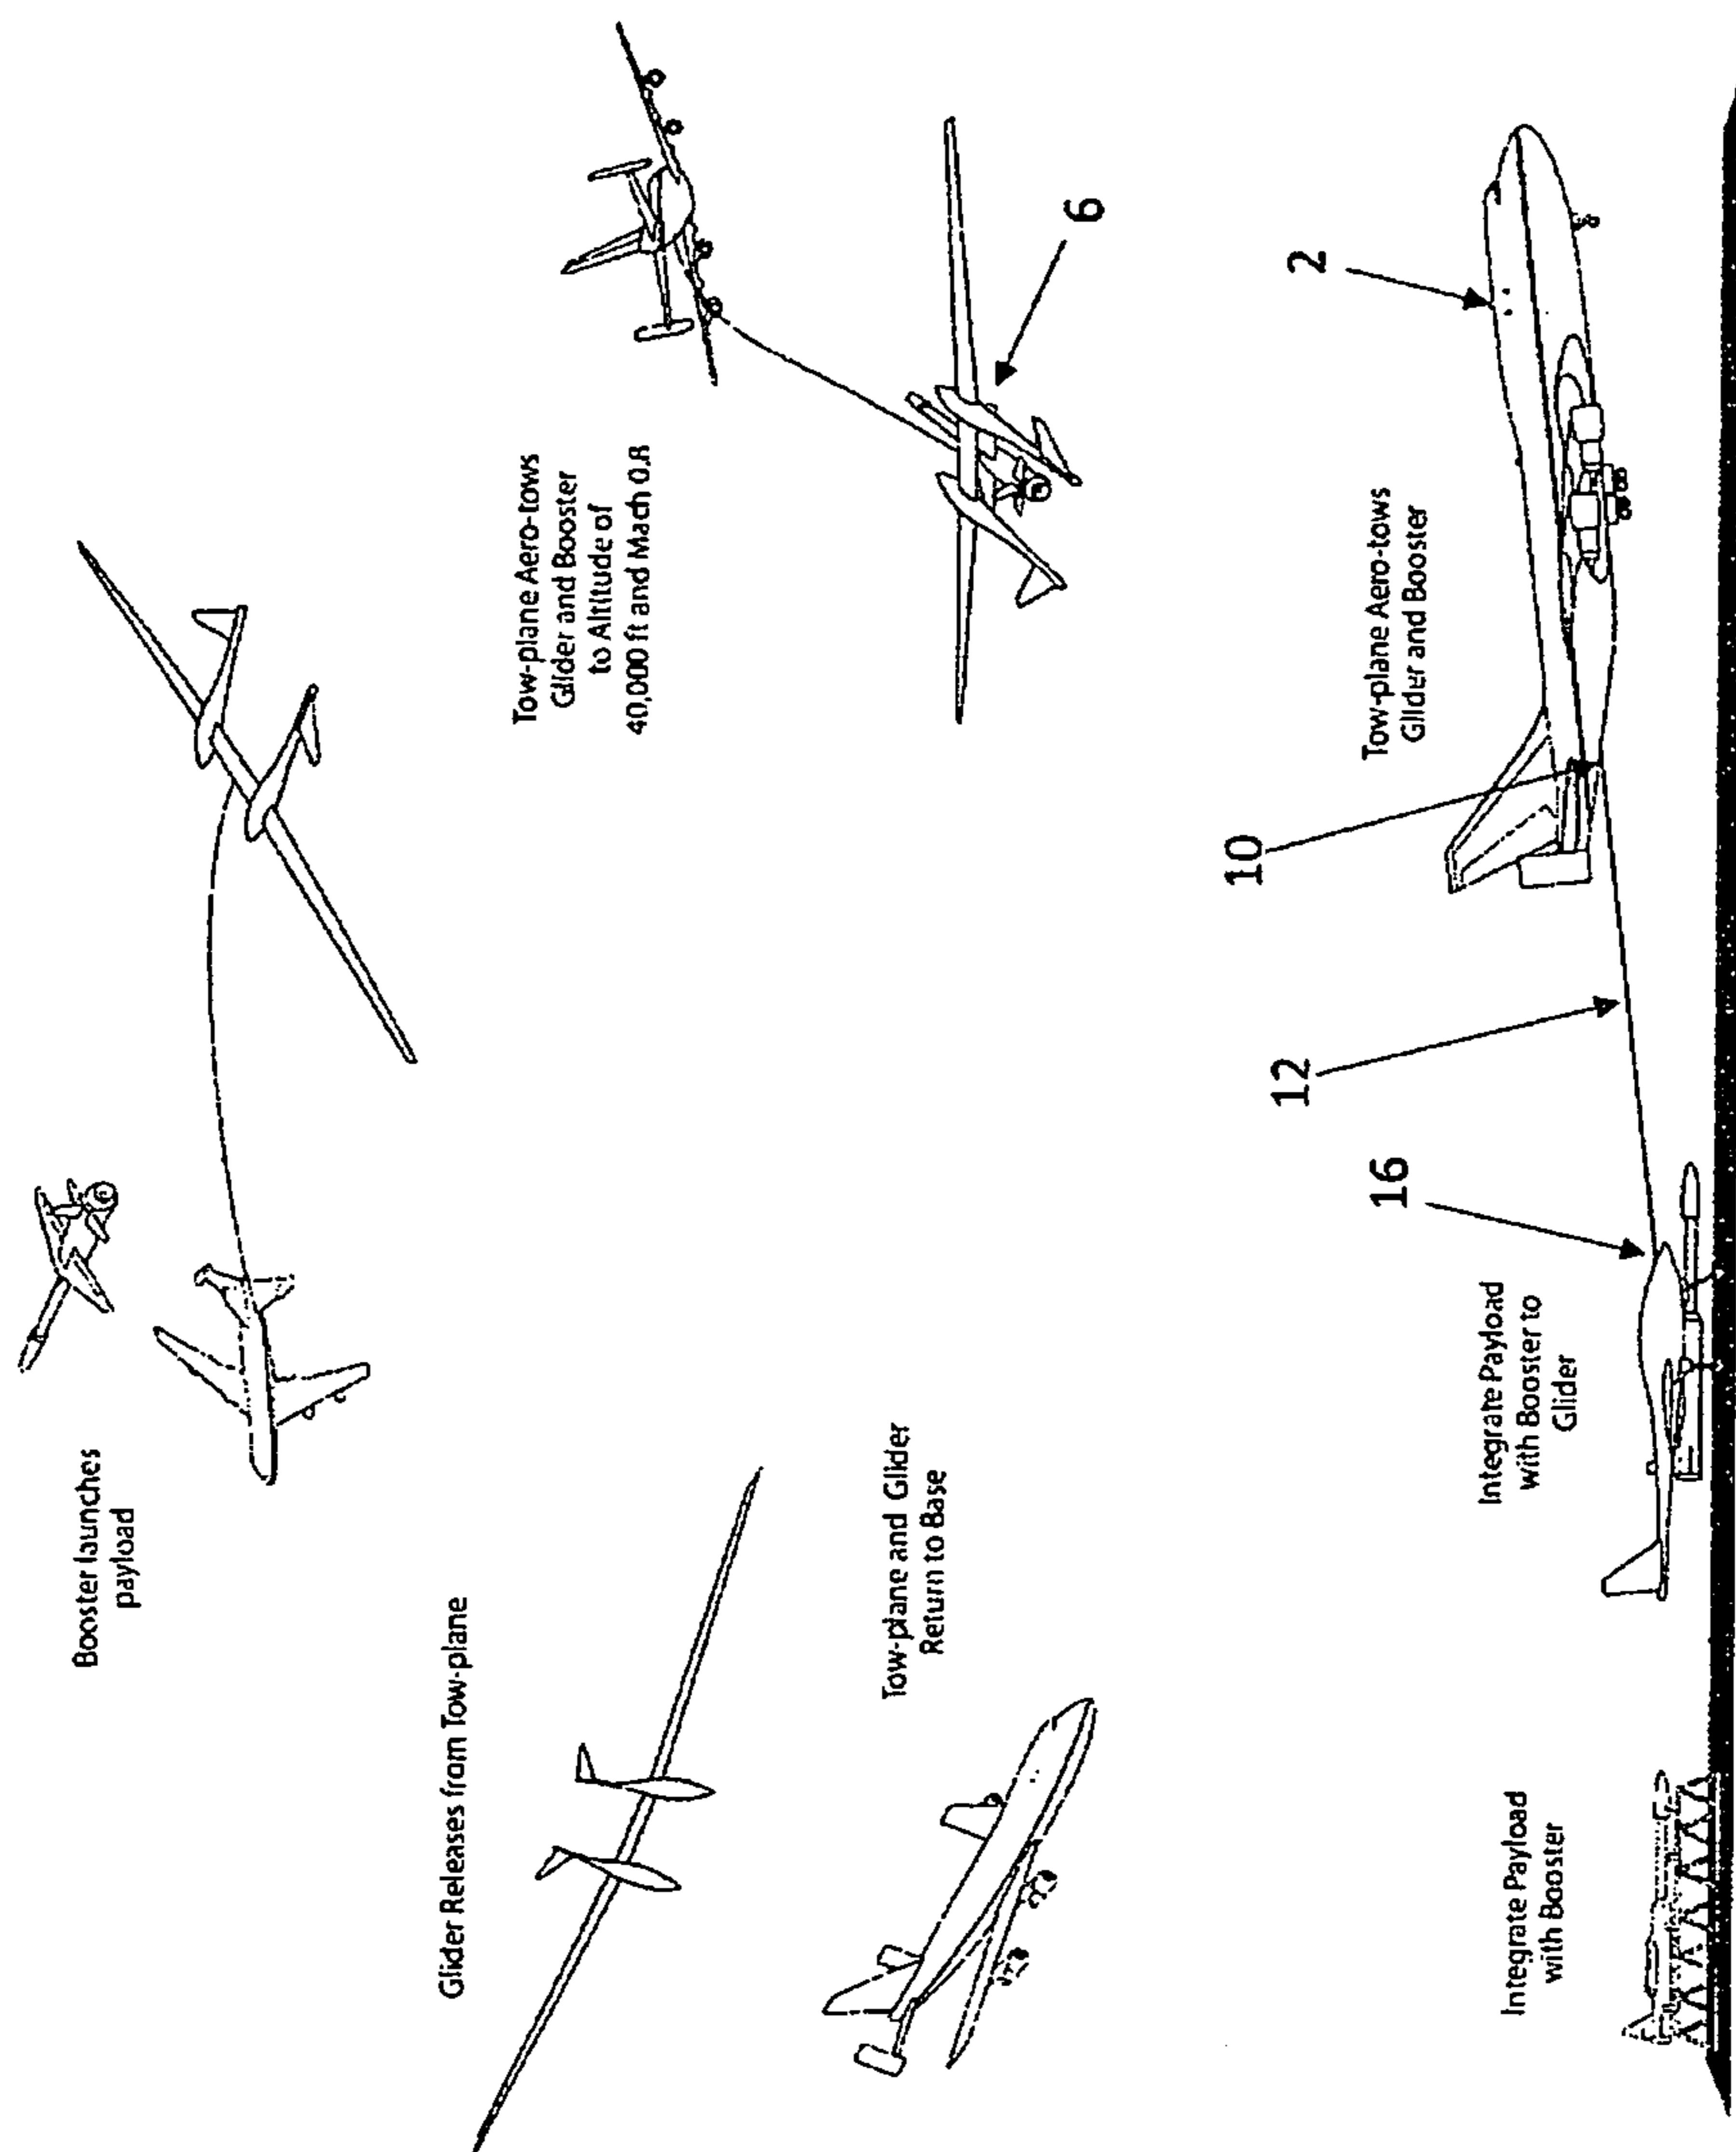 Booster launches
payload
Glider Releases from Tow-plane
Tow-plane Aero-tows
Glider and Booster
to Altitude of
40,000 ft and Mach 0.8
Tow-plane and Glider
Return to Base
6
2
10
12
16
Tow-plane Aero-tows
Glider and Booster
Integrate Payload
with Booster to
Glider
Integrate Payload
with Booster